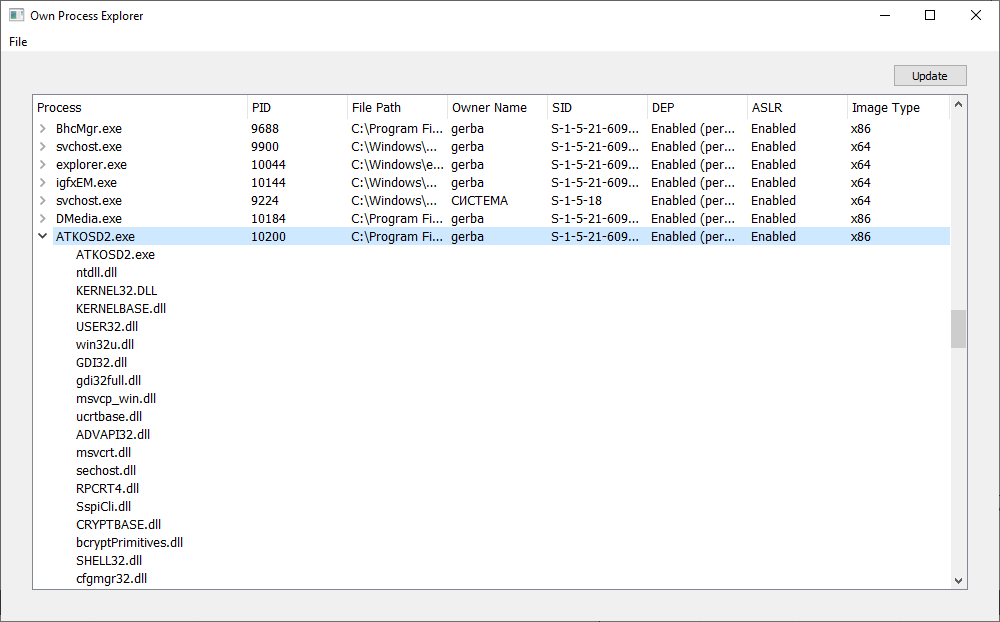 Own Process Explorer
File
Update
Process PID File Path Owner Name SID DEP ASLR Image Type
BhcMgr.exe 9688 C:\Program Fi... gerba S-1-5-21-609... Enabled (per... Enabled x86
svchost.exe 9900 C:\Windows\... gerba S-1-5-21-609... Enabled (per... Enabled x64
explorer.exe 10044 C:\Windows\e... gerba S-1-5-21-609... Enabled (per... Enabled x64
igfxEM.exe 10144 C:\Windows\... gerba S-1-5-21-609... Enabled (per... Enabled x64
svchost.exe 9224 C:\Windows\... СИСТЕМА S-1-5-18 Enabled (per... Enabled x64
DMedia.exe 10184 C:\Program Fi... gerba S-1-5-21-609... Enabled (per... Enabled x86
ATKOSD2.exe 10200 C:\Program Fi... gerba S-1-5-21-609... Enabled (per... Enabled x86
ATKOSD2.exe
ntdll.dll
KERNEL32.DLL
KERNELBASE.dll
USER32.dll
win32u.dll
GDI32.dll
gdi32full.dll
msvcp_win.dll
ucrtbase.dll
ADVAPI32.dll
msvcrt.dll
sechost.dll
RPCRT4.dll
SspiCli.dll
CRYPTBASE.dll
bcryptPrimitives.dll
SHELL32.dll
cfgmgr32.dll